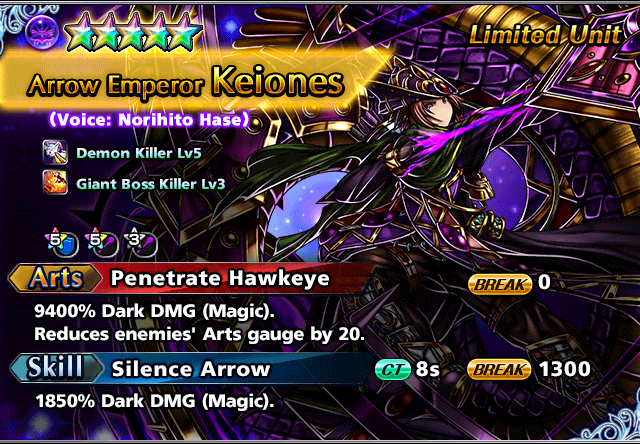 Limited Unit
Arrow Emperor Keiones
(Voice: Norihito Hase)
Demon Killer Lv5
Giant Boss Killer Lv3
5 5 3
Arts Penetrate Hawkeye BREAK 0
9400% Dark DMG (Magic).
Reduces enemies' Arts gauge by 20.
Skill Silence Arrow CT 8s BREAK 1300
1850% Dark DMG (Magic).